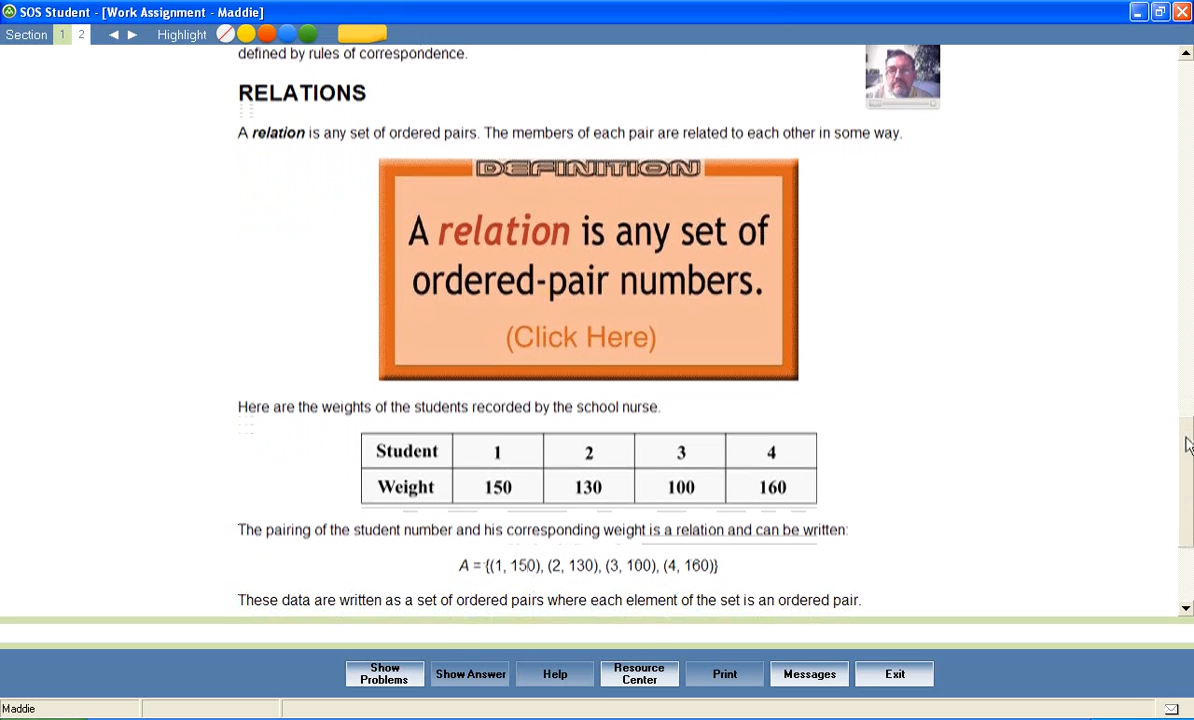 SOS Student - [Work Assignment - Maddie]
Section 1 2 Highlight
defined by rules of correspondence.
RELATIONS
A relation is any set of ordered pairs. The members of each pair are related to each other in some way.
DEFINITION
A relation is any set of
ordered-pair numbers.
(Click Here)
Here are the weights of the students recorded by the school nurse.
Student 1 2 3 4
Weight 150 130 100 160
The pairing of the student number and his corresponding weight is a relation and can be written:
A = {(1, 150), (2, 130), (3, 100), (4, 160)}
These data are written as a set of ordered pairs where each element of the set is an ordered pair.
Show Problems Show Answer Help Resource Center Print Messages Exit
Maddie